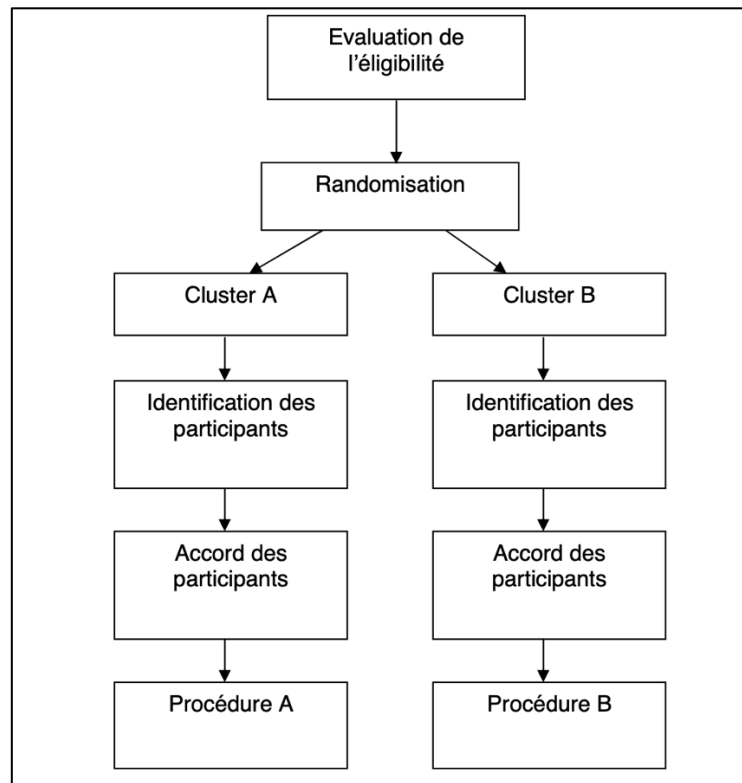 Evaluation de
l'éligibilité
Randomisation
Cluster A
Cluster B
Identification des
participants
Identification des
participants
Accord des
participants
Accord des
participants
Procédure A
Procédure B